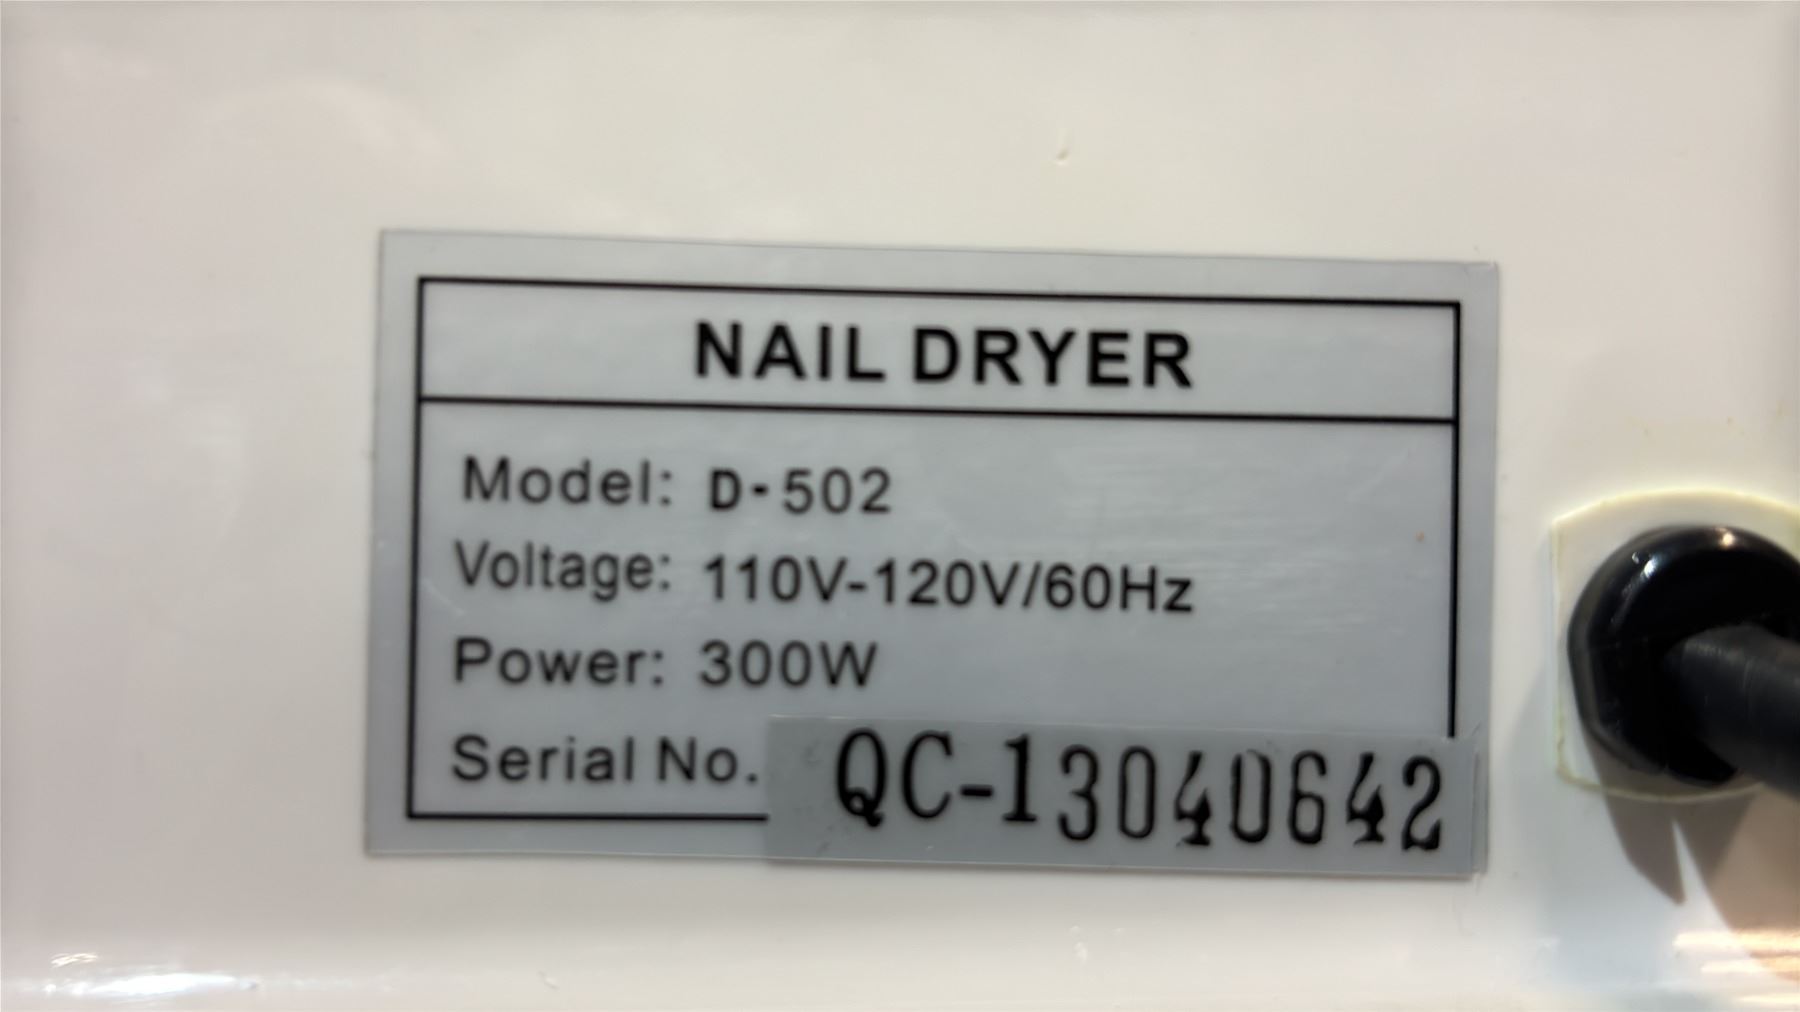 NAIL DRYER
Model: D-502
Voltage: 110V-120V/60Hz
Power: 300W
Serial No. QC-13040642